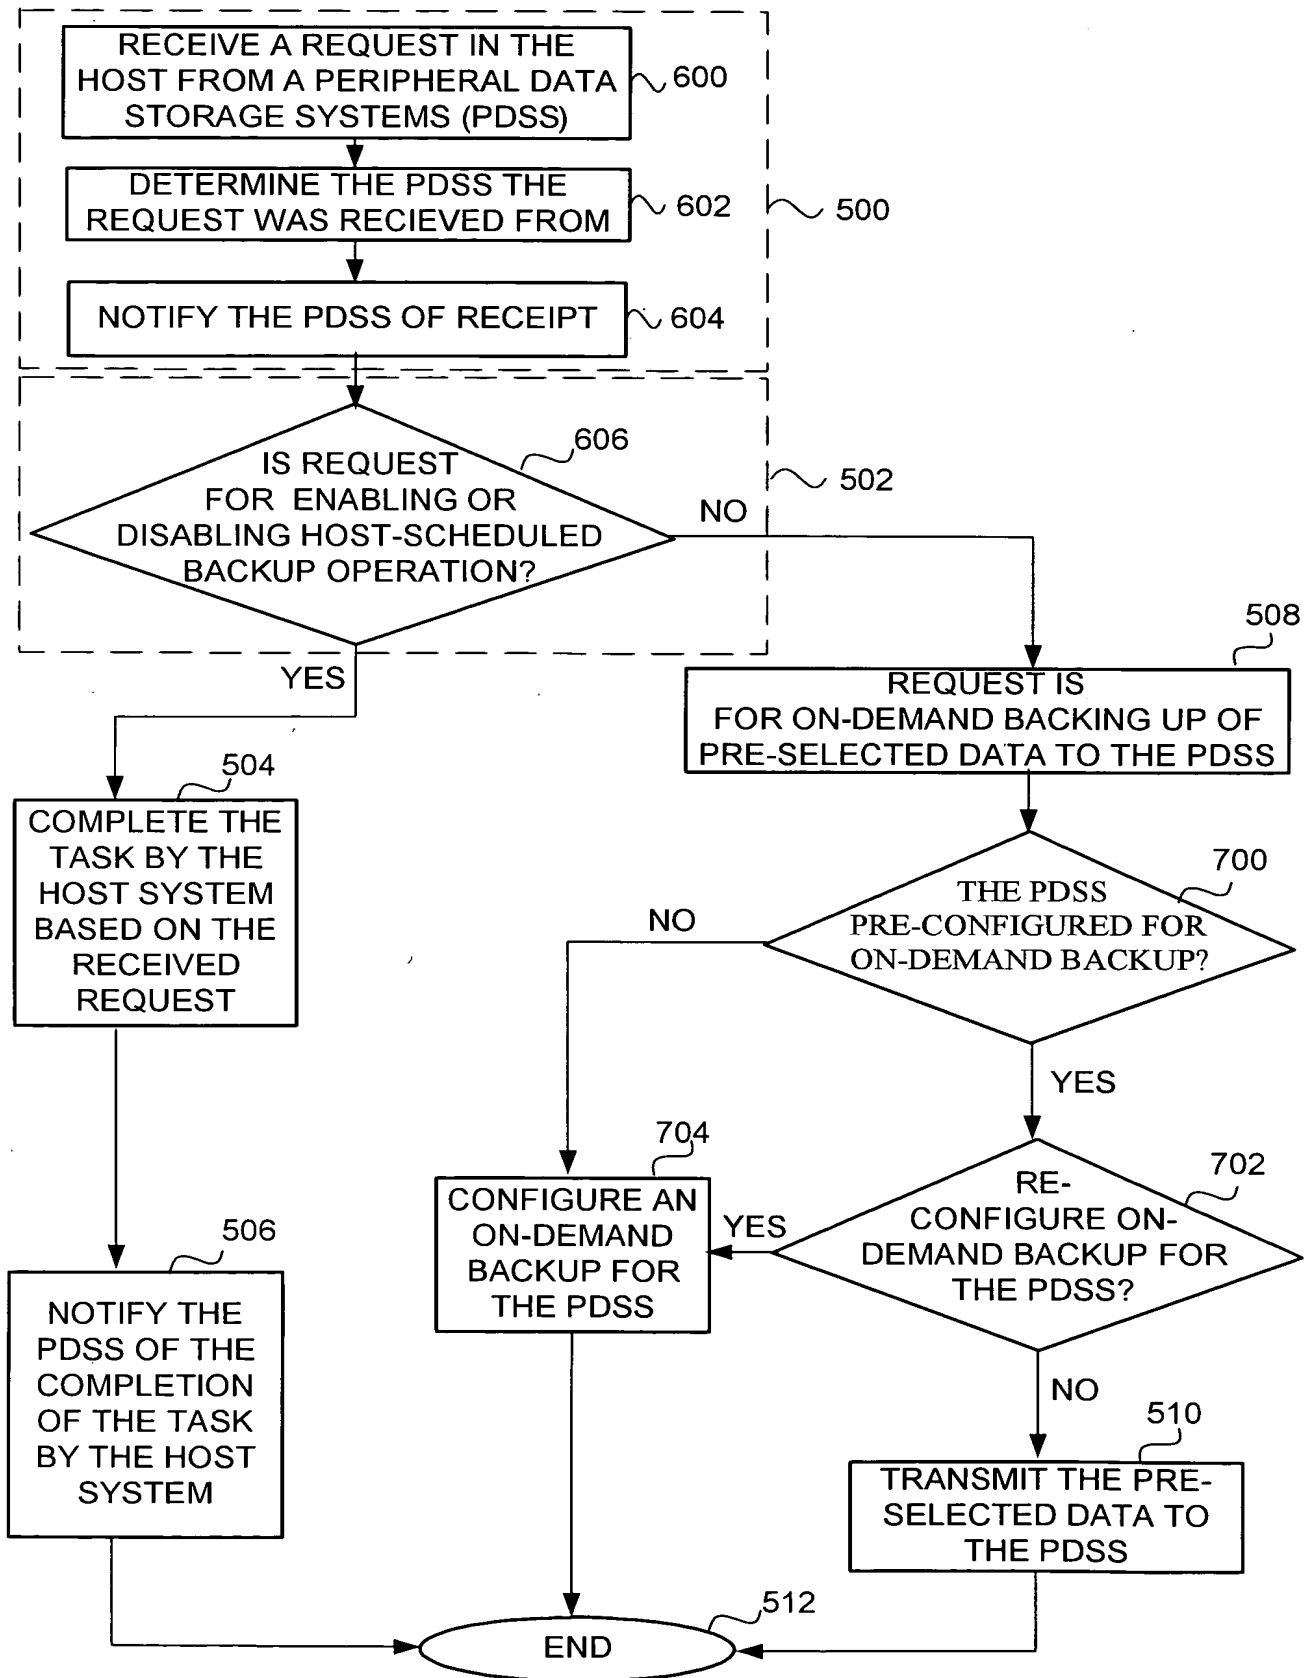 RECEIVE A REQUEST IN THE
HOST FROM A PERIPHERAL DATA
STORAGE SYSTEMS (PDSS)
600
DETERMINE THE PDSS THE
REQUEST WAS RECIEVED FROM
602
500
NOTIFY THE PDSS OF RECEIPT
604
606
IS REQUEST
FOR ENABLING OR
DISABLING HOST-SCHEDULED
BACKUP OPERATION?
502
NO
YES
508
REQUEST IS
FOR ON-DEMAND BACKING UP OF
PRE-SELECTED DATA TO THE PDSS
504
COMPLETE THE
TASK BY THE
HOST SYSTEM
BASED ON THE
RECEIVED
REQUEST
700
THE PDSS
PRE-CONFIGURED FOR
ON-DEMAND BACKUP?
NO
YES
704
CONFIGURE AN
ON-DEMAND
BACKUP FOR
THE PDSS
YES
702
RE-
CONFIGURE ON-
DEMAND BACKUP FOR
THE PDSS?
506
NOTIFY THE
PDSS OF THE
COMPLETION
OF THE TASK
BY THE HOST
SYSTEM
NO
510
TRANSMIT THE PRE-
SELECTED DATA TO
THE PDSS
512
END